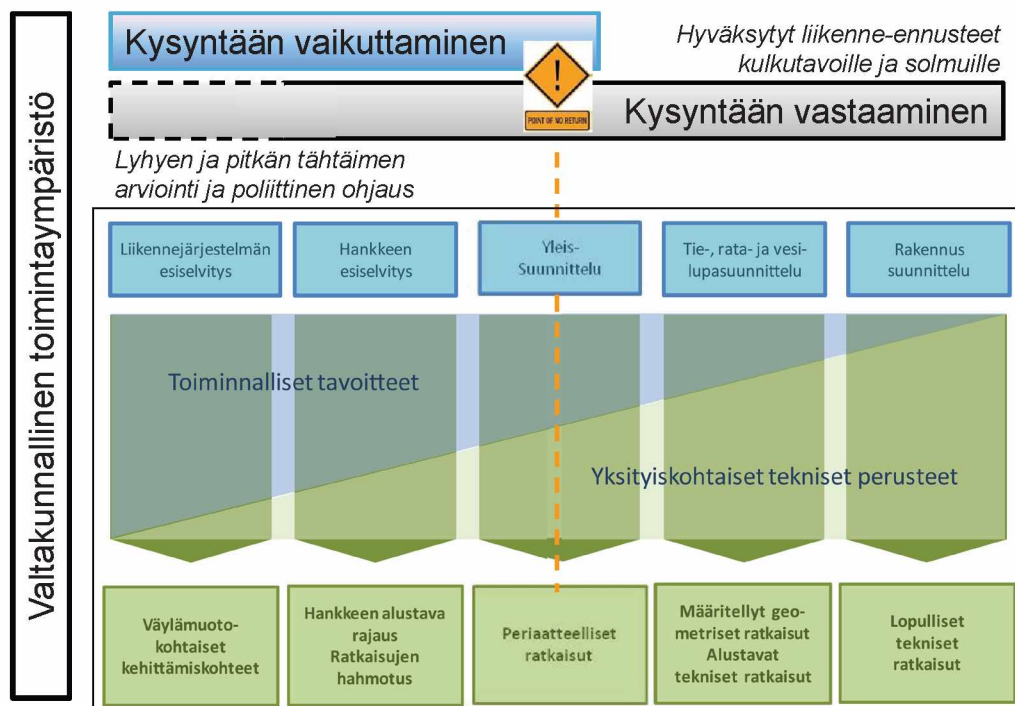 Valtakunnallinen toimintaympäristö
Kysyntään vaikuttaminen
Hyväksytyt liikenne-ennusteet
kulkutavoille ja solmuille
!
POINT OF NO RETURN
Kysyntään vastaaminen
Lyhyen ja pitkän tähtäimen
arviointi ja poliittinen ohjaus
Liikennejärjestelmän
esiselvitys
Hankkeen
esiselvitys
Yleis-
Suunnittelu
Tie-, rata- ja vesi-
lupasuunnittelu
Rakennus
suunnittelu
Toiminnalliset tavoitteet
Yksityiskohtaiset tekniset perusteet
Väylämuoto-
kohtaiset
kehittämiskohteet
Hankkeen alustava
rajaus
Ratkaisujen
hahmotus
Periaatteelliset
ratkaisut
Määritellyt geo-
metriset ratkaisut
Alustavat
tekniset ratkaisut
Lopulliset
tekniset
ratkaisut